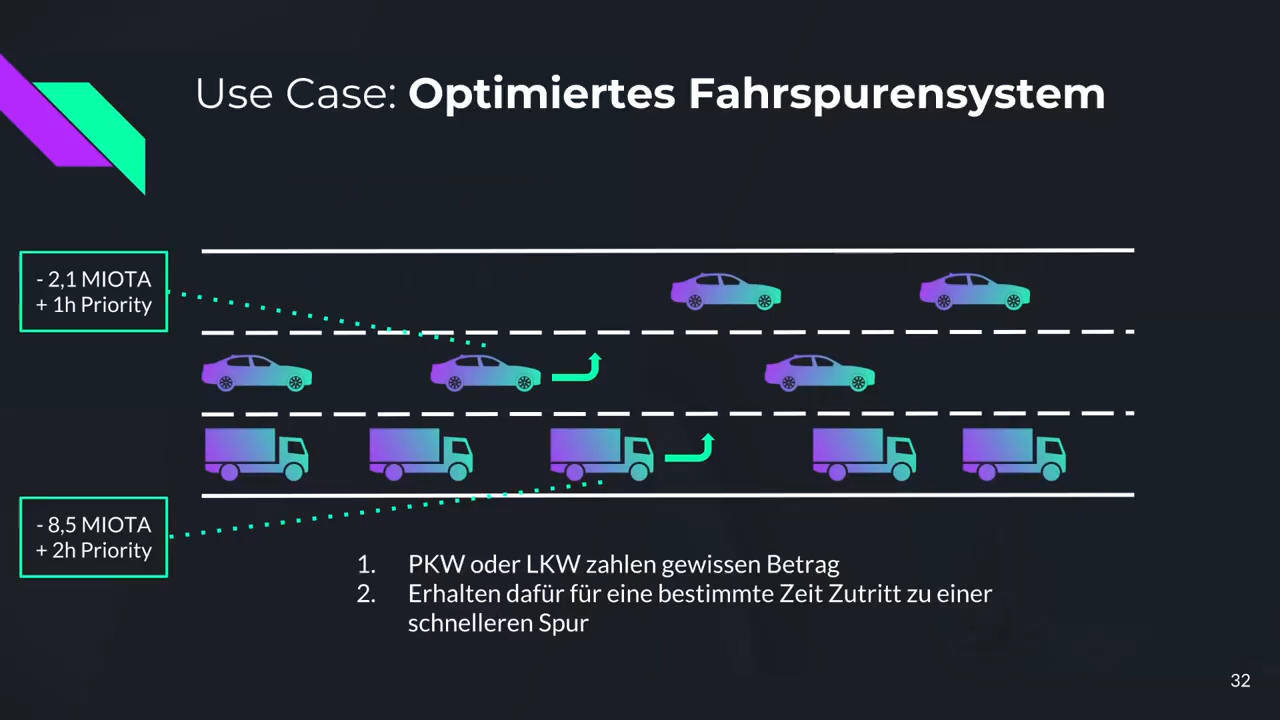 Use Case: Optimiertes Fahrspurensystem
- 2,1 MIOTA
+ 1h Priority
- 8,5 MIOTA
+ 2h Priority
1. PKW oder LKW zahlen gewissen Betrag
2. Erhalten dafür für eine bestimmte Zeit Zutritt zu einer
schnelleren Spur
32